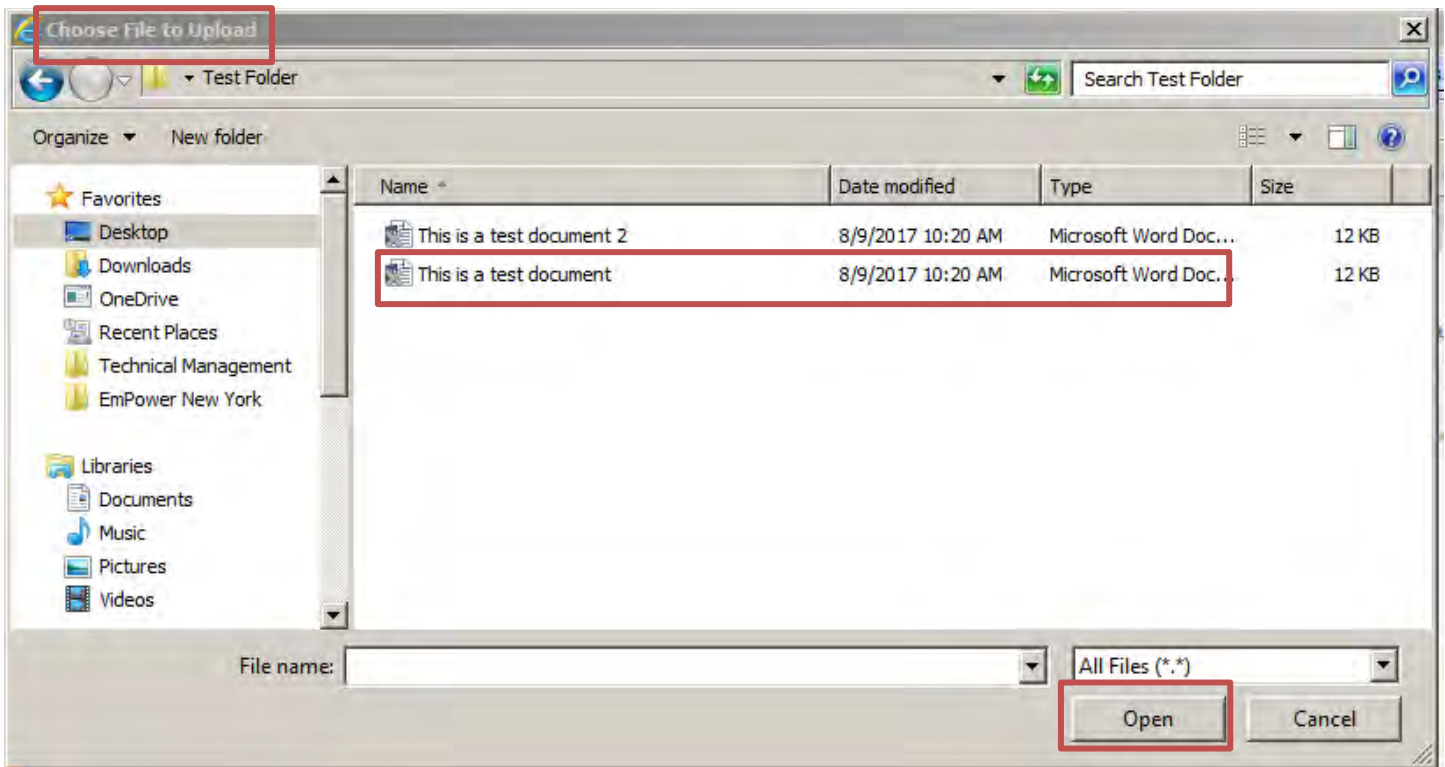 Choose File to Upload
Test Folder
Search Test Folder
Organize
New folder
Favorites
Desktop
Downloads
OneDrive
Recent Places
Technical Management
EmPower New York
Libraries
Documents
Music
Pictures
Videos
Name Date modified Type Size
This is a test document 2 8/9/2017 10:20 AM Microsoft Word Doc... 12 KB
This is a test document 8/9/2017 10:20 AM Microsoft Word Doc... 12 KB
File name:
All Files (*.*)
Open
Cancel